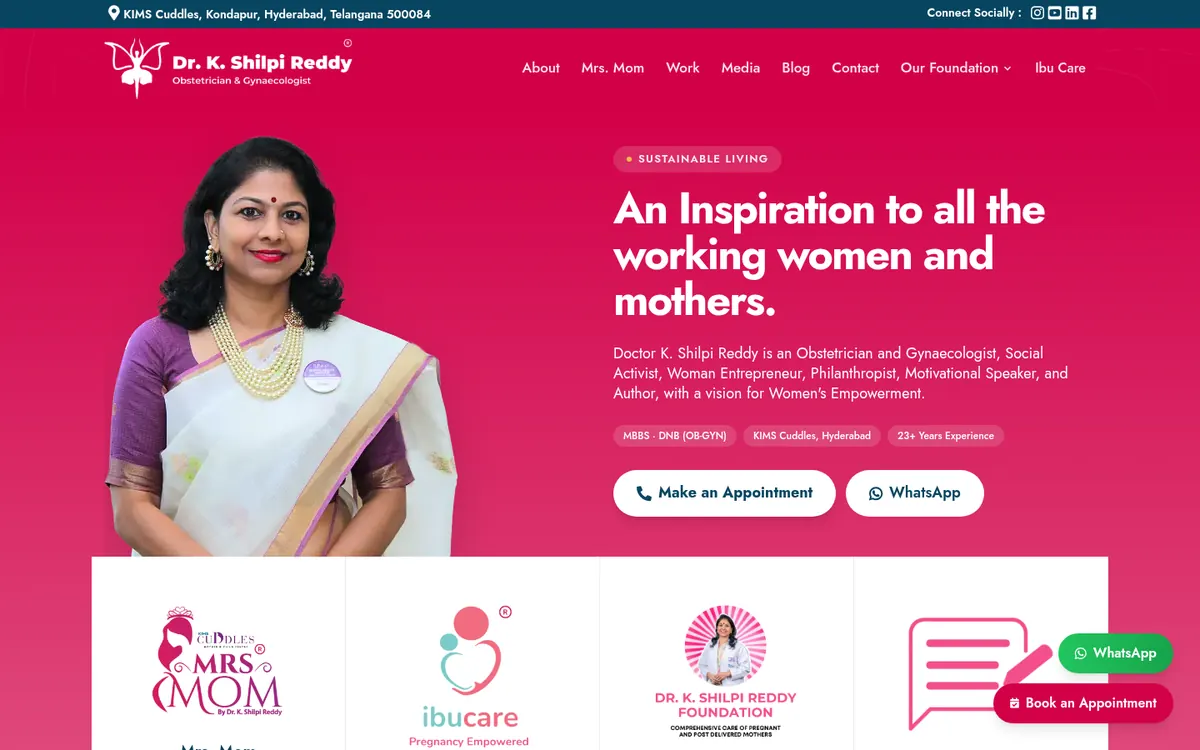 KIMS Cuddles, Kondapur, Hyderabad, Telangana 500084
Connect Socially :
Dr. K. Shilpi Reddy
®
Obstetrician & Gynaecologist
About
Mrs. Mom
Work
Media
Blog
Contact
Our Foundation
Ibu Care
SUSTAINABLE LIVING
An Inspiration to all the
working women and
mothers.
Doctor K. Shilpi Reddy is an Obstetrician and Gynaecologist, Social
Activist, Woman Entrepreneur, Philanthropist, Motivational Speaker, and
Author, with a vision for Women's Empowerment.
MBBS - DNB (OB-GYN)
KIMS Cuddles, Hyderabad
23+ Years Experience
Make an Appointment
WhatsApp
KIMS
CUDDLES
MRS ®
MOM
By Dr. K. Shilpi Reddy
Mrs. Mom
®
ibucare
Pregnancy Empowered
DR. K. SHILPI REDDY
FOUNDATION
COMPREHENSIVE CARE OF PREGNANT
AND POST DELIVERED MOTHERS
WhatsApp
Book an Appointment